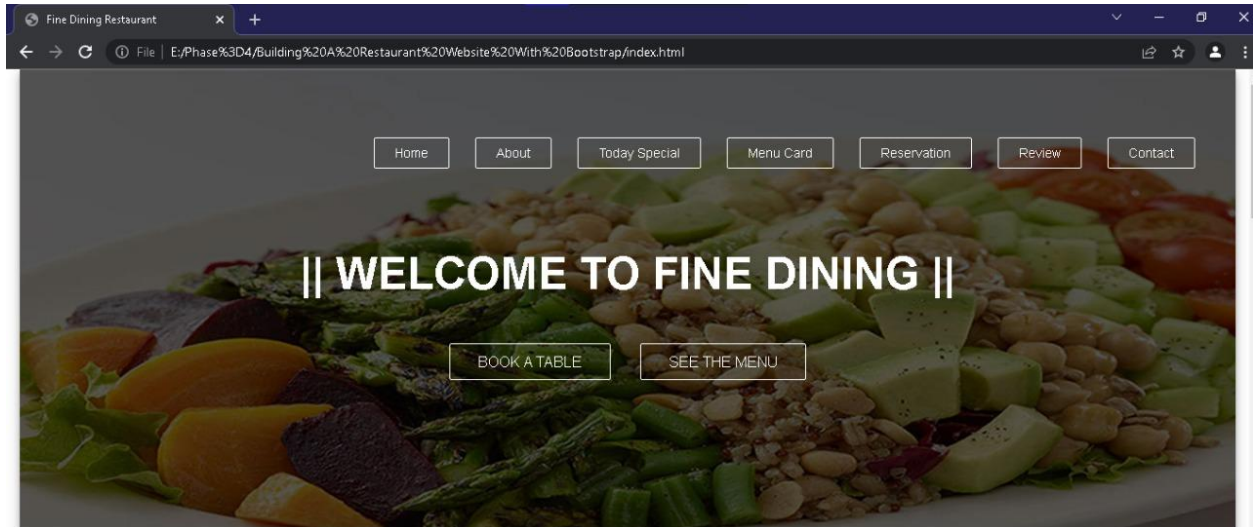 Fine Dining Restaurant
File | E:/Phase%3D4/Building%20A%20Restaurant%20Website%20With%20Bootstrap/index.html
Home About Today Special Menu Card Reservation Review Contact
|| WELCOME TO FINE DINING ||
BOOK A TABLE SEE THE MENU